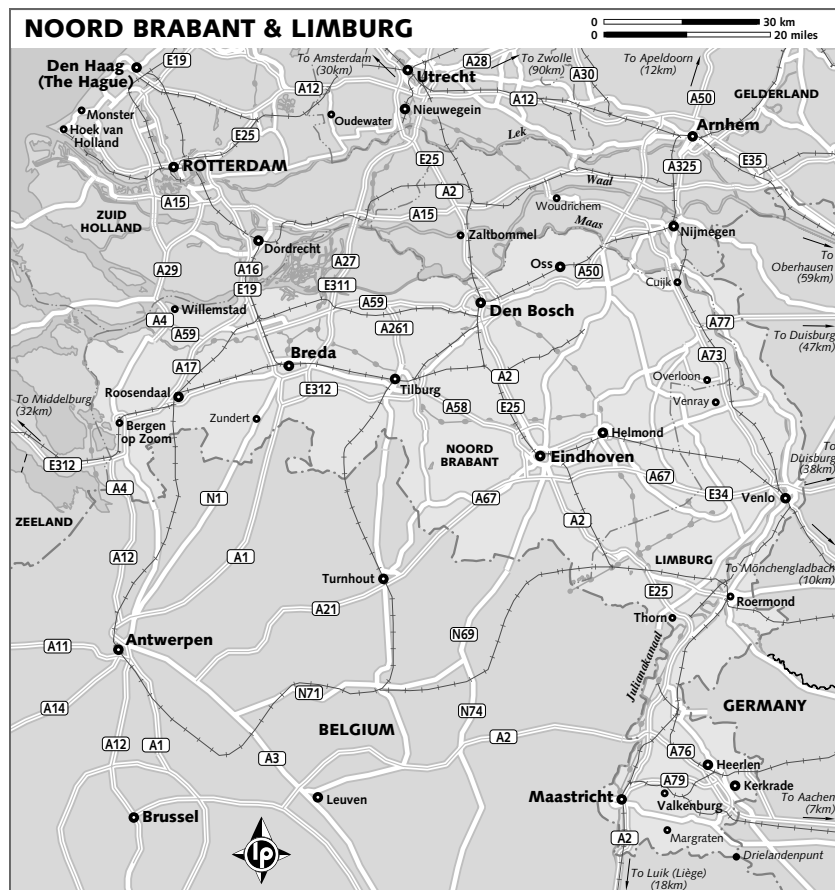 NOORD BRABANT & LIMBURG
0 30 km
0 20 miles
Den Haag
(The Hague)
E19
To Amsterdam
(30km)
Utrecht
A28
To Zwolle
(90km)
A30
To Apeldoorn
(12km)
A50
GELDERLAND
A12
Monster
Hoek van
Holland
Oudewater
Nieuwegein
A12
Arnhem
E25
Lek
ROTTERDAM
E25
A325
E35
A2
Waal
A15
Woudrichem
ZUID
HOLLAND
A15
Maas
Nijmegen
Dordrecht
Zaltbommel
To
Oberhausen
(59km)
A29
A16
A27
Oss
A50
Cuijk
E19
E311
A59
Den Bosch
Willemstad
A4
A59
A261
A77
To Duisburg
(47km)
A17
Breda
A73
Roosendaal
E312
Tilburg
A2
Overloon
To Middelburg
(32km)
Bergen
op Zoom
Zundert
A58
E25
Venray
Helmond
NOORD
BRABANT
Eindhoven
To
Duisburg
(38km)
E312
A4
N1
A67
A67
E34
Venlo
ZEELAND
A2
A12
A1
LIMBURG
To Mönchengladbach
(10km)
Turnhout
E25
Roermond
A21
Thorn
Antwerpen
A11
N69
Julianakanaal
N71
GERMANY
A14
N74
BELGIUM
A12
A1
A2
A76
A3
Heerlen
A79
Kerkrade
Leuven
Maastricht
Valkenburg
To Aachen
(7km)
Brussel
Margraten
lp
A2
Drielandenpunt
To Luik (Liège)
(18km)